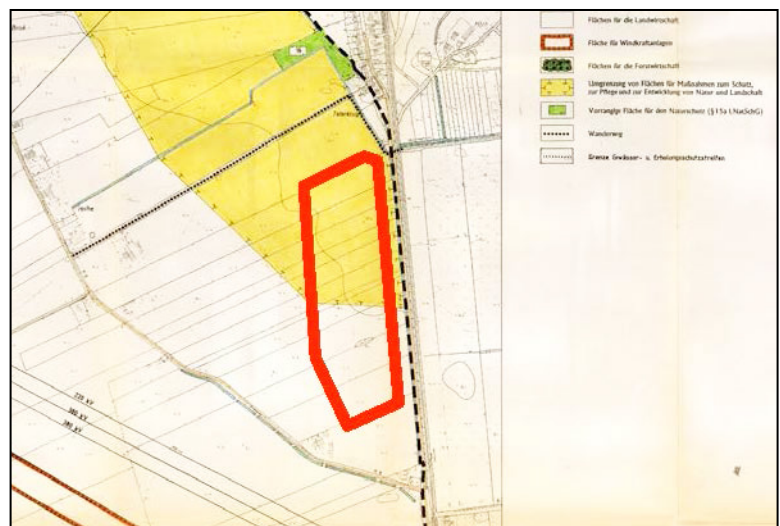 Flächen für die Landwirtschaft
Fläche für Windkraftanlagen
Flächen für die Forstwirtschaft
Umgrenzung von Flächen für Maßnahmen zum Schutz,
zur Pflege und zur Entwicklung von Natur und Landschaft
Vorrangige Fläche für den Naturschutz (§15a LNatSchG)
Wanderweg
Grenze Gewässer- u. Erholungsschutzstreifen
220 KV
380 KV
380 KV